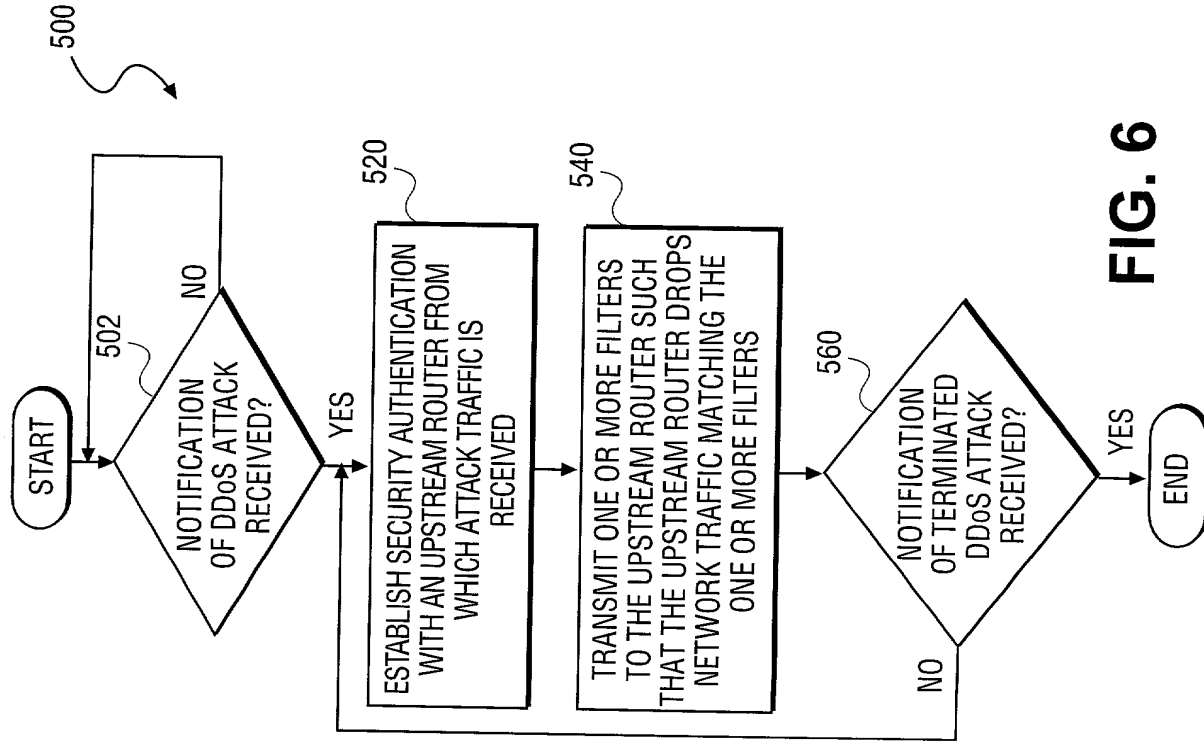 500
START
502
NOTIFICATION
OF DDoS ATTACK
RECEIVED?
NO
YES
520
ESTABLISH SECURITY AUTHENTICATION
WITH AN UPSTREAM ROUTER FROM
WHICH ATTACK TRAFFIC IS
RECEIVED
540
TRANSMIT ONE OR MORE FILTERS
TO THE UPSTREAM ROUTER SUCH
THAT THE UPSTREAM ROUTER DROPS
NETWORK TRAFFIC MATCHING THE
ONE OR MORE FILTERS
560
NOTIFICATION
OF TERMINATED
DDoS ATTACK
RECEIVED?
NO
YES
END
FIG. 6